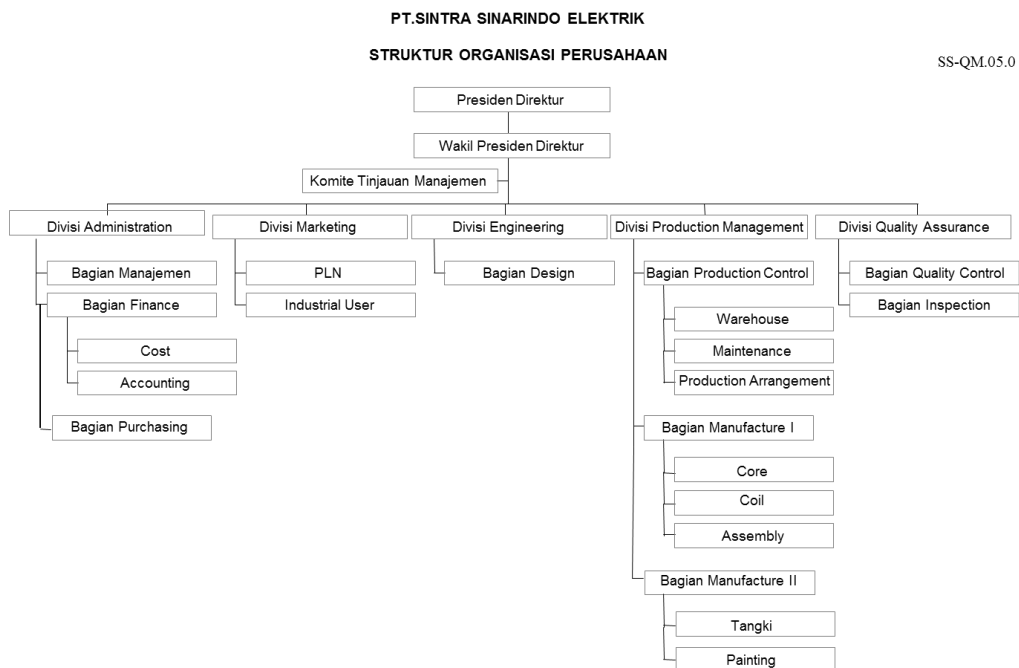 PT.SINTRA SINARINDO ELEKTRIK
STRUKTUR ORGANISASI PERUSAHAAN
SS-QM.05.0
Presiden Direktur
Wakil Presiden Direktur
Komite Tinjauan Manajemen
Divisi Administration
Divisi Marketing
Divisi Engineering
Divisi Production Management
Divisi Quality Assurance
Bagian Manajemen
Bagian Finance
Cost
Accounting
Bagian Purchasing
PLN
Industrial User
Bagian Design
Bagian Production Control
Warehouse
Maintenance
Production Arrangement
Bagian Manufacture I
Core
Coil
Assembly
Bagian Manufacture II
Tangki
Painting
Bagian Quality Control
Bagian Inspection